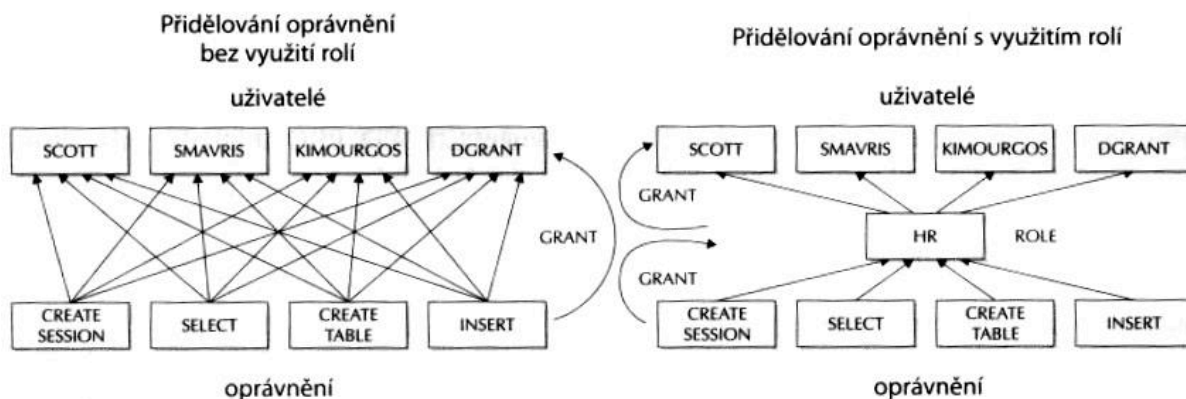 Přidělování oprávnění
bez využití rolí
uživatelé
SCOTT
SMAVRIS
KIMOURGOS
DGRANT
GRANT
CREATE
SESSION
SELECT
CREATE
TABLE
INSERT
oprávnění
Přidělování oprávnění s využitím rolí
uživatelé
SCOTT
SMAVRIS
KIMOURGOS
DGRANT
GRANT
HR
ROLE
GRANT
CREATE
SESSION
SELECT
CREATE
TABLE
INSERT
oprávnění